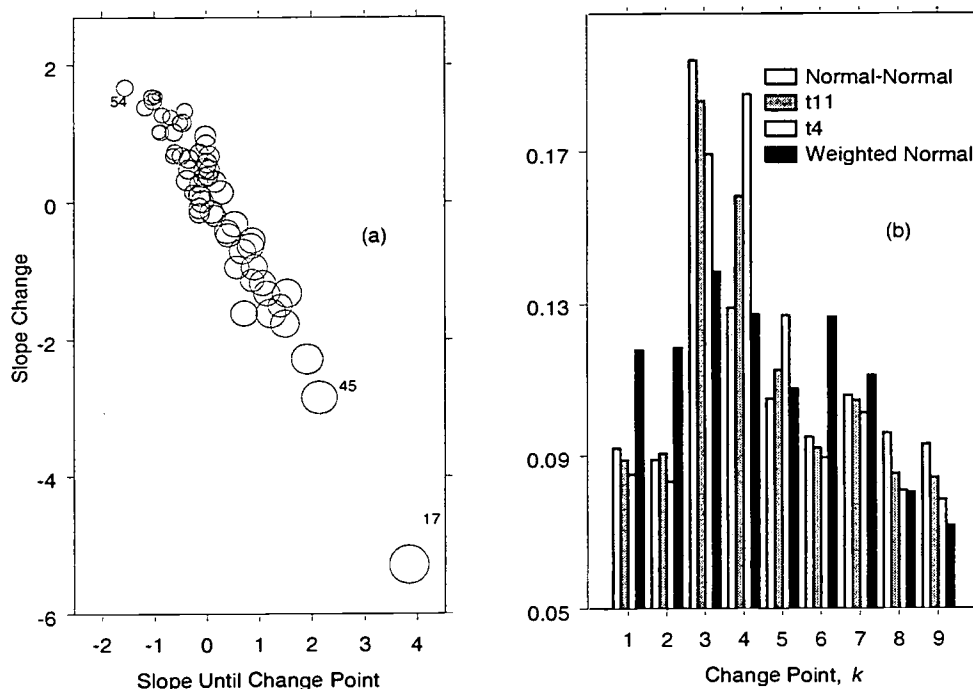 2
0
-2
-4
-6
Slope Change
54
45
17
(a)
-2 -1 0 1 2 3 4
Slope Until Change Point
0.17
0.13
0.09
0.05
Normal-Normal
t11
t4
Weighted Normal
(b)
1 2 3 4 5 6 7 8 9
Change Point, k